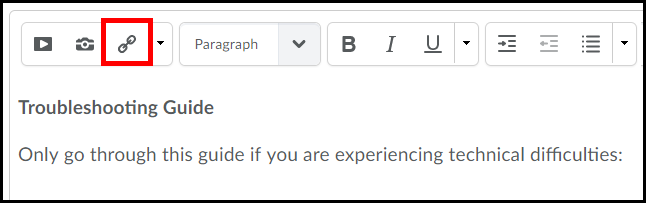 Paragraph B I U
Troubleshooting Guide
Only go through this guide if you are experiencing technical difficulties: